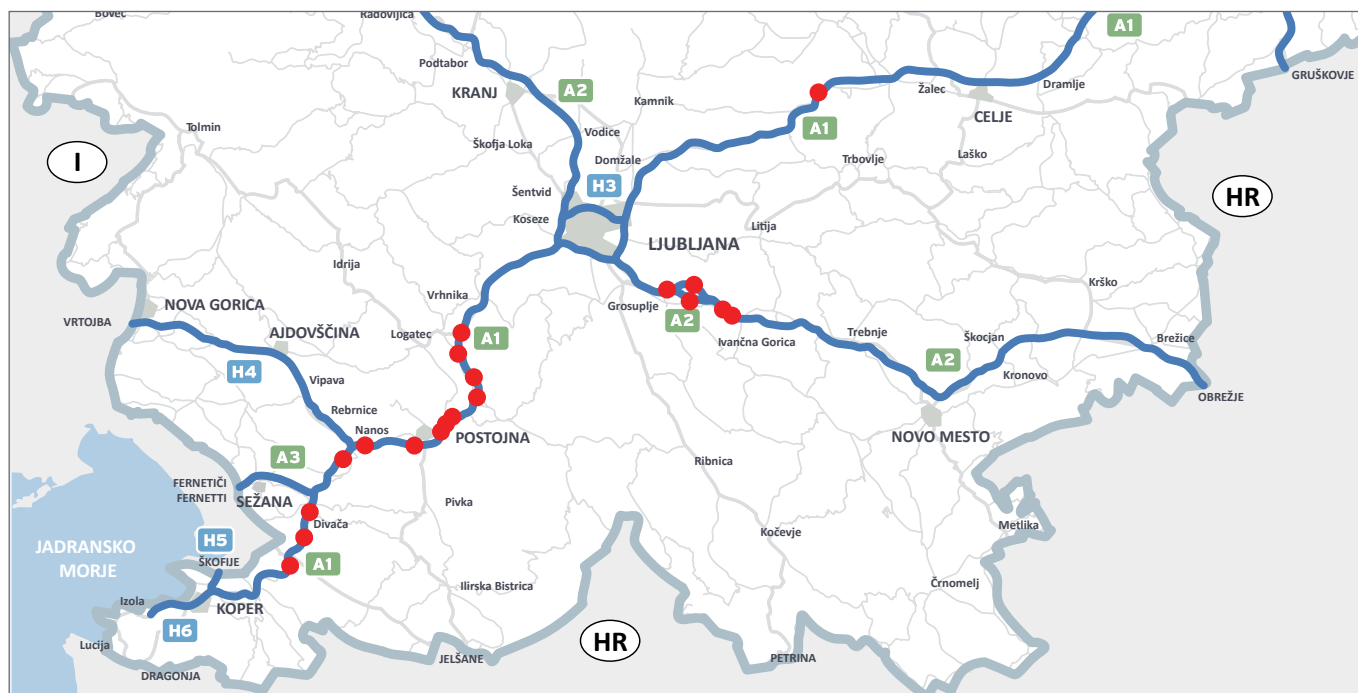 Bovec
Radovljica
A1
GRUŠKOVJE
Podtabor
KRANJ
A2
Kamnik
Žalec
Dramlje
CELJE
Tolmin
Vodice
A1
I
Škofja Loka
Domžale
Trbovlje
Laško
Šentvid
H3
HR
Koseze
LJUBLJANA
Litija
Idrija
Vrhnika
NOVA GORICA
Grosuplje
Krško
VRTOJBA
AJDOVŠČINA
Logatec
A1
A2
Ivančna Gorica
Trebnje
Škocjan
Brežice
H4
A2
Vipava
Kronovo
OBREŽJE
Rebrnice
Nanos
POSTOJNA
NOVO MESTO
A3
Ribnica
FERNETIČI
FERNETTI
SEŽANA
Pivka
Divača
Metlika
H5
Kočevje
JADRANSKO
MORJE
ŠKOFIJE
A1
Črnomelj
Ilirska Bistrica
Izola
KOPER
H6
HR
Lucija
JELŠANE
PETRINA
DRAGONJA